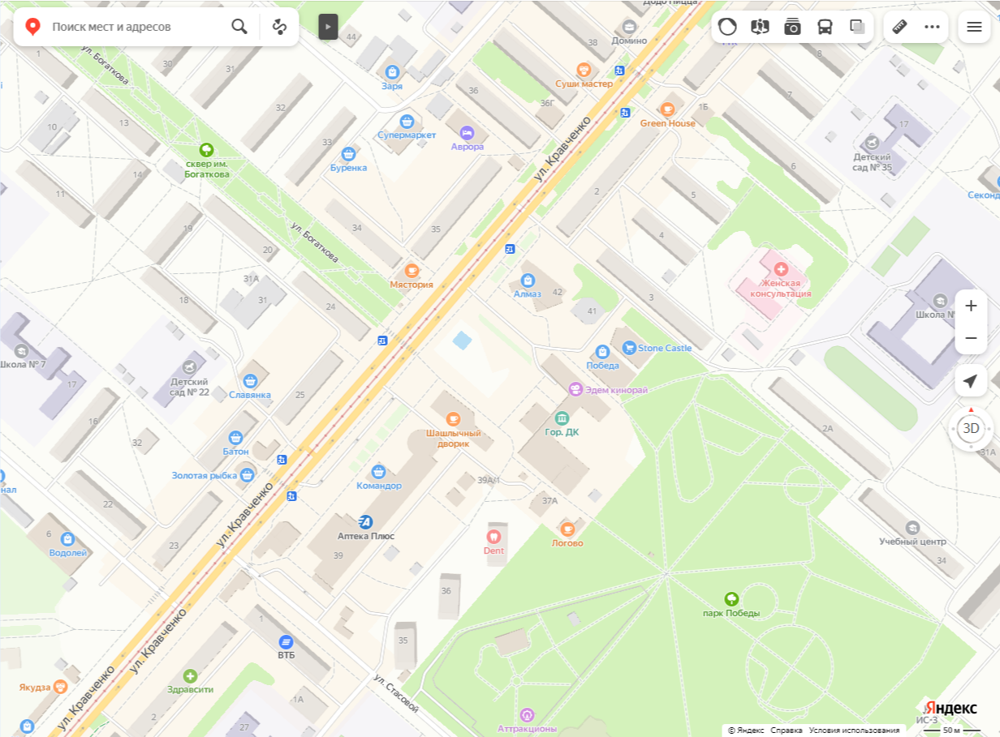 Додо Пицца
Поиск мест и адресов
44
38
Домино
8
1
ул. Богаткова
30
31
Заря
Суши мастер
36
7
32
36Г
Green House
1Б
10
13
Супермаркет
17
33
Аврора
Детский
сад № 35
сквер им.
Богаткова
Буренка
ул. Кравченко
14
6
11
2
5
Секонд
19
34
35
4
ул. Богаткова
20
31А
Мястория
Алмаз
42
Женская
консультация
18
31
24
41
3
Школа №
Stone Castle
Школа № 7
Победа
17
Детский
сад № 22
Славянка
25
Эдем кинорай
16
Шашлычный
дворик
Гор. ДК
2А
3D
32
Батон
31А
Золотая рыбка
Командор
39А/1
22
ул. Кравченко
37А
6
Водолей
23
Аптека Плюс
39
Dent
Логово
Учебный центр
34
36
ул. Кравченко
1
парк Победы
ВТБ
35
Якудза
ул. Кравченко
Здравсити
ул. Стасовой
1А
2
27
Аттракционы
Яндекс
ИС-3
© Яндекс Справка Условия использования
50 м